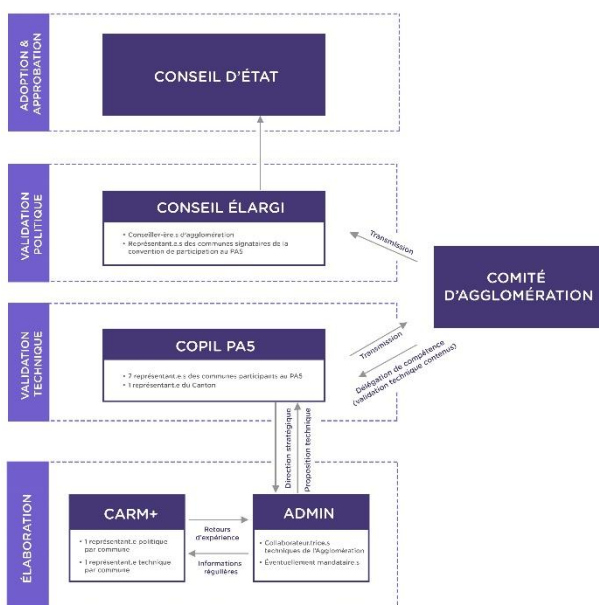 ADOPTION &
APPROBATION
CONSEIL D'ÉTAT
VALIDATION
POLITIQUE
CONSEIL ÉLARGI
• Conseiller·ère.s d'agglomération
• Représentant.e.s des communes signataires de la
convention de participation au PA5
Transmission
COMITÉ
D'AGGLOMÉRATION
VALIDATION
TECHNIQUE
COPIL PA5
• 7 représentant.e.s des communes participants au PA5
• 1 représentant.e du Canton
Transmission
Délégation de compétence
(validation technique contenus)
Direction stratégique
Proposition technique
ÉLABORATION
CARM+
• 1 représentant.e politique
par commune
• 1 représentant.e technique
par commune
Retours
d'expérience
Informations
régulières
ADMIN
• Collaborateur.trice.s
techniques de l'Agglomération
• Éventuellement mandataire.s